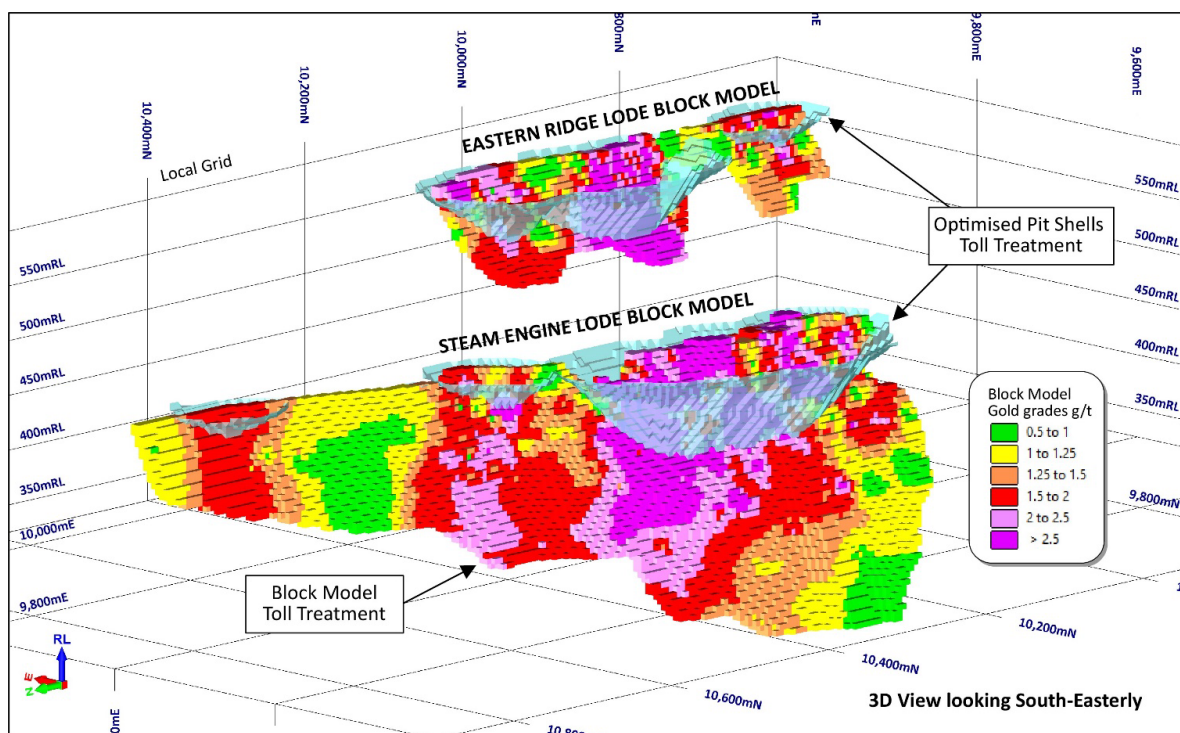 10,400mN
10,200mN
10,000mN
800mN
mE
9,800mE
9,600mE
Local Grid
EASTERN RIDGE LODE BLOCK MODEL
Optimised Pit Shells
Toll Treatment
550mRL
500mRL
450mRL
400mRL
350mRL
STEAM ENGINE LODE BLOCK MODEL
550mRL
500mRL
450mRL
400mRL
350mRL
Block Model
Gold grades g/t
0.5 to 1
1 to 1.25
1.25 to 1.5
1.5 to 2
2 to 2.5
> 2.5
10,000mE
9,800mE
9,800mE
Block Model
Toll Treatment
10,200mN
10,400mN
10,600mN
RL
E
N
3D View looking South-Easterly